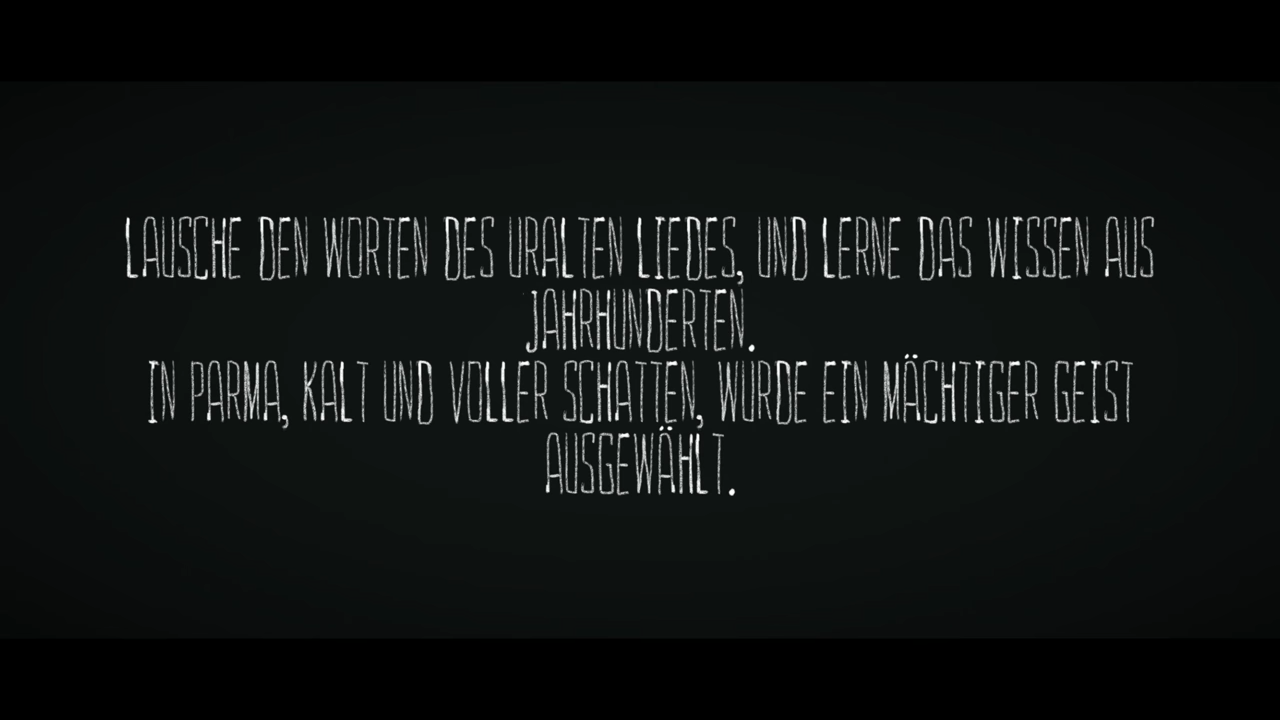 LAUSCHE DEN WORTEN DES URALTEN LIEDES, UND LERNE DAS WISSEN AUS
JAHRHUNDERTEN.
IN PARMA, KALT UND VOLLER SCHATTEN, WURDE EIN MÄCHTIGER GEIST
AUSGEWÄHLT.